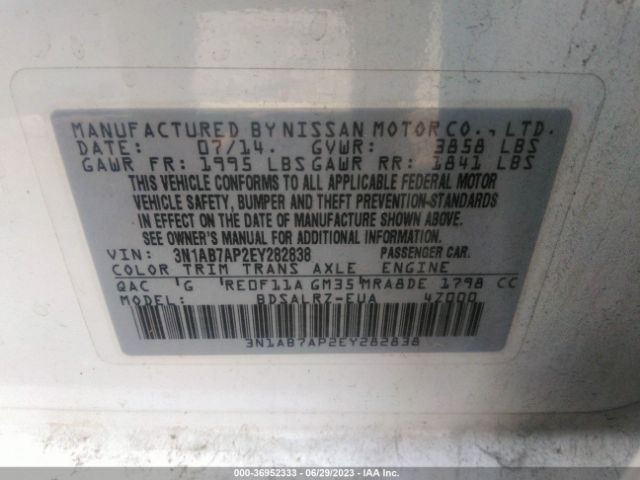 MANUFACTURED BY NISSAN MOTOR CO., LTD.
DATE: 07/14. GVWR: 3858 LBS
GAWR FR: 1995 LBS GAWR RR: 1841 LBS
THIS VEHICLE CONFORMS TO ALL APPLICABLE FEDERAL MOTOR
VEHICLE SAFETY, BUMPER AND THEFT PREVENTION STANDARDS
IN EFFECT ON THE DATE OF MANUFACTURE SHOWN ABOVE.
SEE OWNER'S MANUAL FOR ADDITIONAL INFORMATION.
VIN: 3N1AB7AP2EY282838 PASSENGER CAR.
COLOR TRIM TRANS AXLE ENGINE
QAC G RE0F11A GM35 MRA8DE 1798 CC
MODEL: BDSALRZ-EUA 4Z000
3N1AB7AP2EY282838
000-36952333 - 06/29/2023 - IAA Inc.